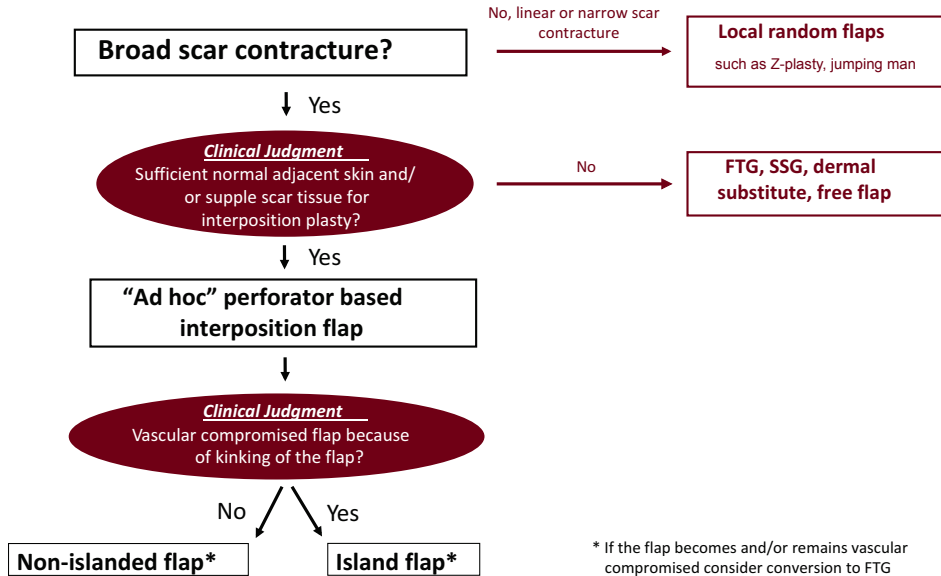 Broad scar contracture?
No, linear or narrow scar
contracture
Local random flaps
such as Z-plasty, jumping man
Yes
Clinical Judgment
Sufficient normal adjacent skin and/
or supple scar tissue for
interposition plasty?
No
FTG, SSG, dermal
substitute, free flap
Yes
“Ad hoc” perforator based
interposition flap
Clinical Judgment
Vascular compromised flap because
of kinking of the flap?
No
Yes
Non-islanded flap*
Island flap*
* If the flap becomes and/or remains vascular
compromised consider conversion to FTG